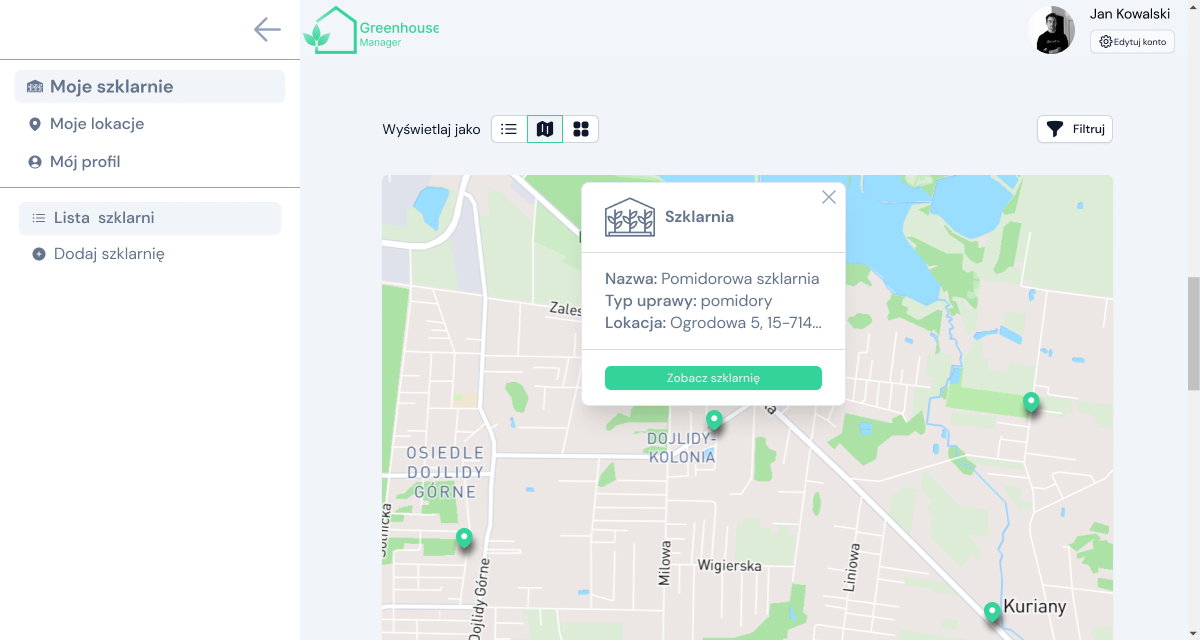 Greenhouse
Manager
Jan Kowalski
Edytuj konto
Moje szklarnie
Moje lokacje
Mój profil
Lista szklarni
Dodaj szklarnię
Wyświetlaj jako
Filtruj
Szklarnia
Nazwa: Pomidorowa szklarnia
Typ uprawy: pomidory
Lokacja: Ogrodowa 5, 15-714...
Zobacz szklarnię
Zales
DOJLIDY-
KOLONIA
OSIEDLE
DOJLIDY
GÓRNE
Dojlidy Górne
Milowa
Wigierska
Liniowa
Kuriany